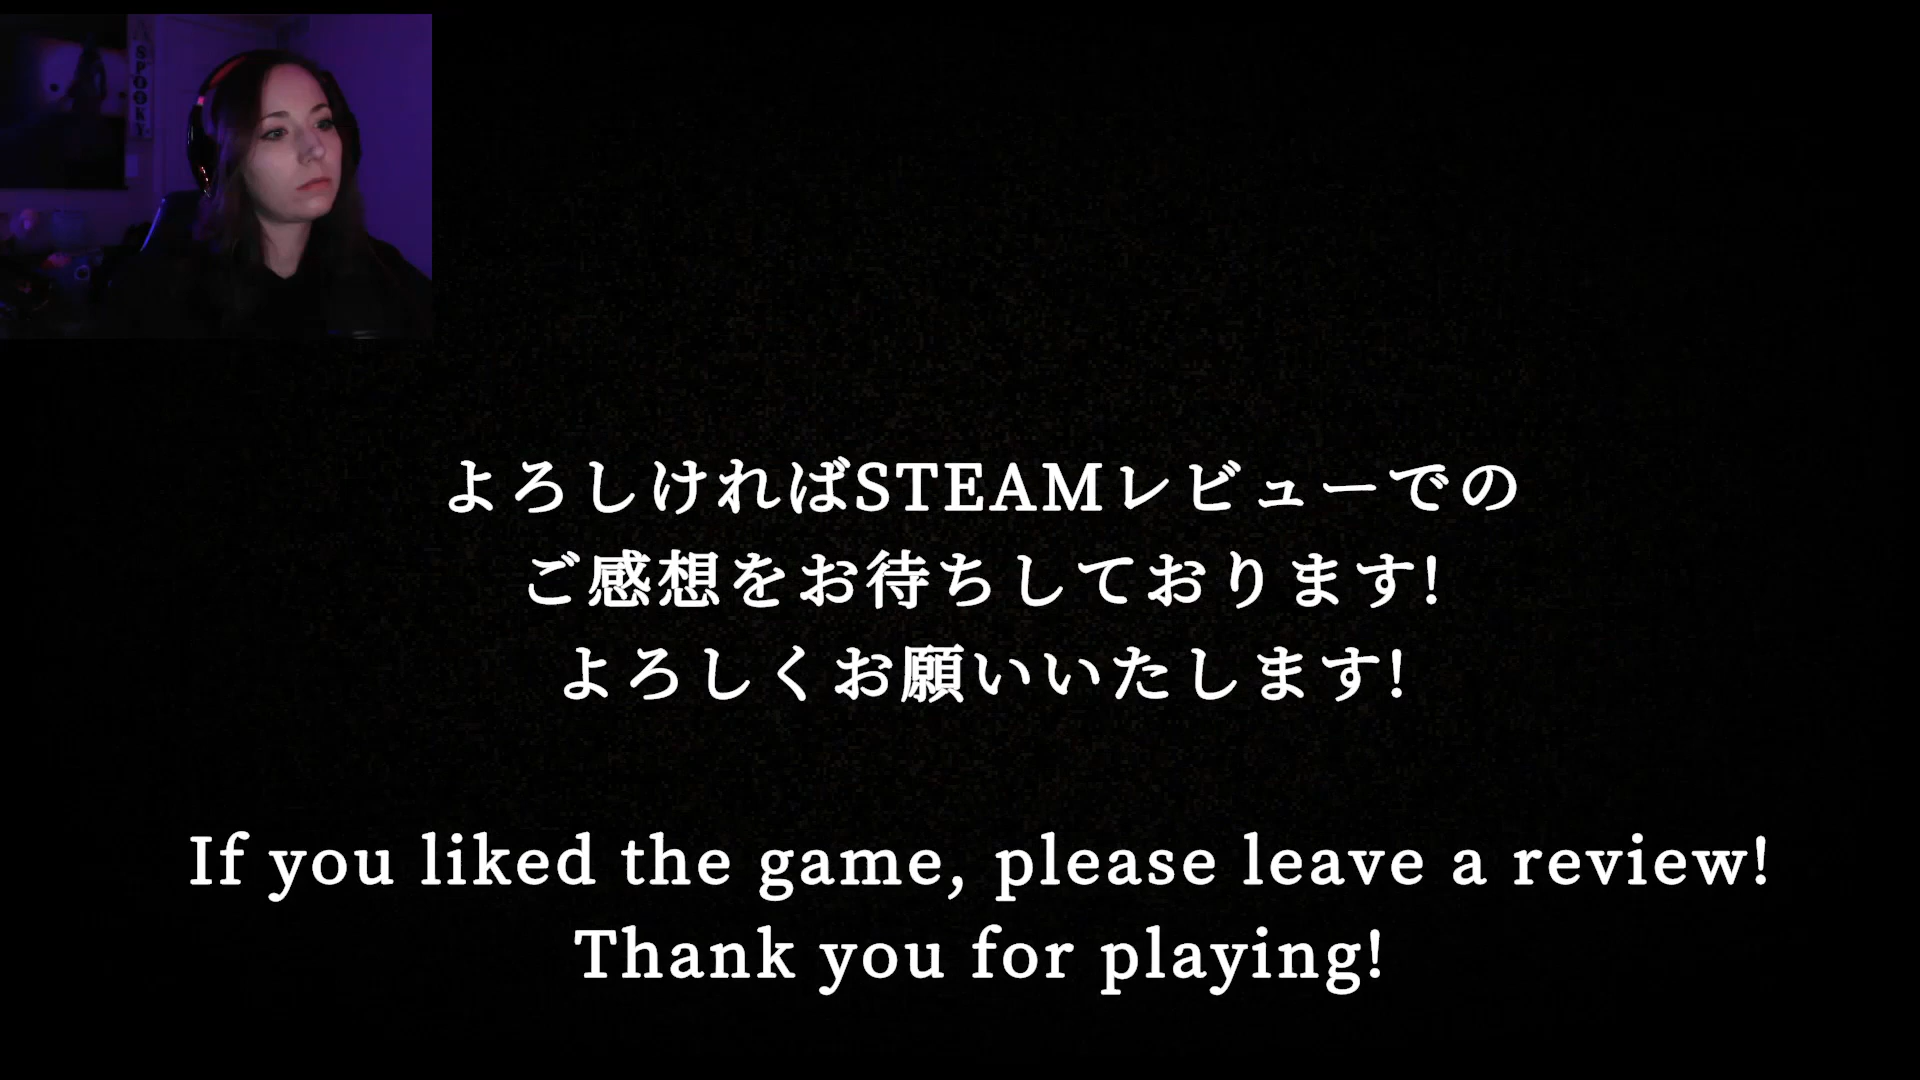 SPOOKY
よろしければSTEAMレビューでの
ご感想をお待ちしております!
よろしくお願いいたします!
If you liked the game, please leave a review!
Thank you for playing!